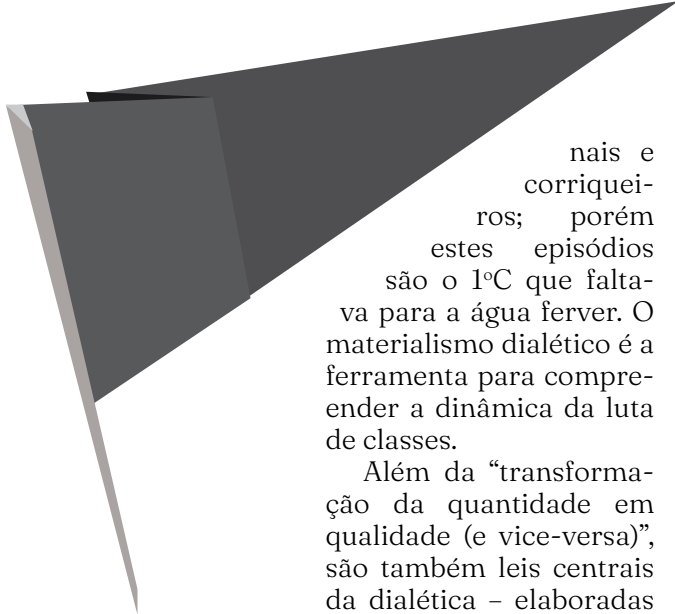 nais e
corriquei-
ros; porém
estes episódios
são o 1ºC que falta-
va para a água ferver. O
materialismo dialético é a
ferramenta para compre-
ender a dinâmica da luta
de classes.
Além da “transforma-
ção da quantidade em
qualidade (e vice-versa)”,
são também leis centrais
da dialética – elaboradas